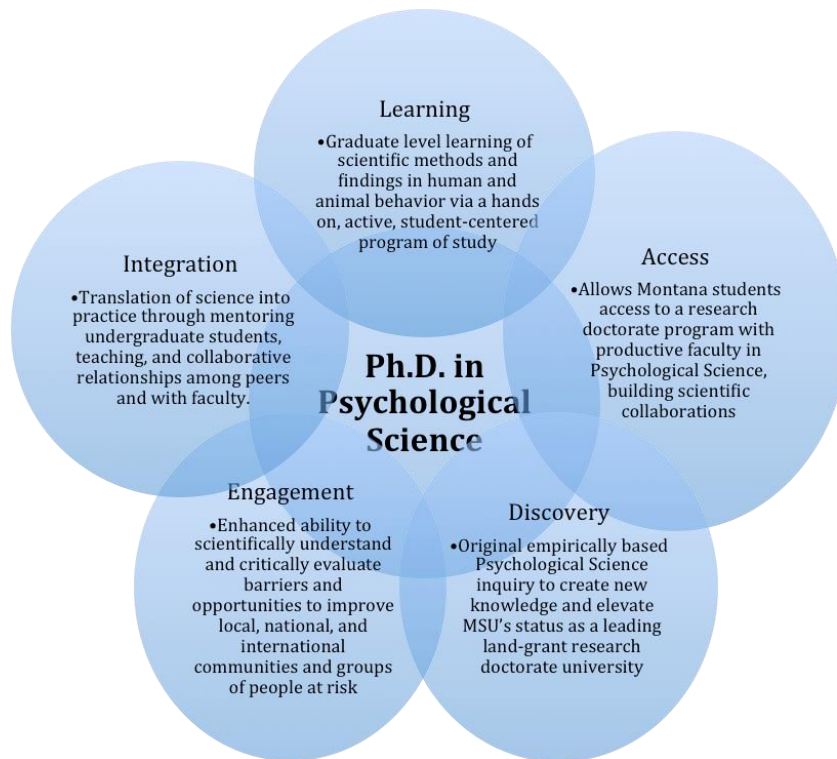 Learning
•Graduate level learning of
scientific methods and
findings in human and
animal behavior via a hands
on, active, student-centered
program of study
Access
•Allows Montana students
access to a research
doctorate program with
productive faculty in
Psychological Science,
building scientific
collaborations
Integration
•Translation of science into
practice through mentoring
undergraduate students,
teaching, and collaborative
relationships among peers
and with faculty.
Ph.D. in
Psychological
Science
Engagement
•Enhanced ability to
scientifically understand
and critically evaluate
barriers and
opportunities to improve
local, national, and
international
communities and groups
of people at risk
Discovery
•Original empirically based
Psychological Science
inquiry to create new
knowledge and elevate
MSU's status as a leading
land-grant research
doctorate university